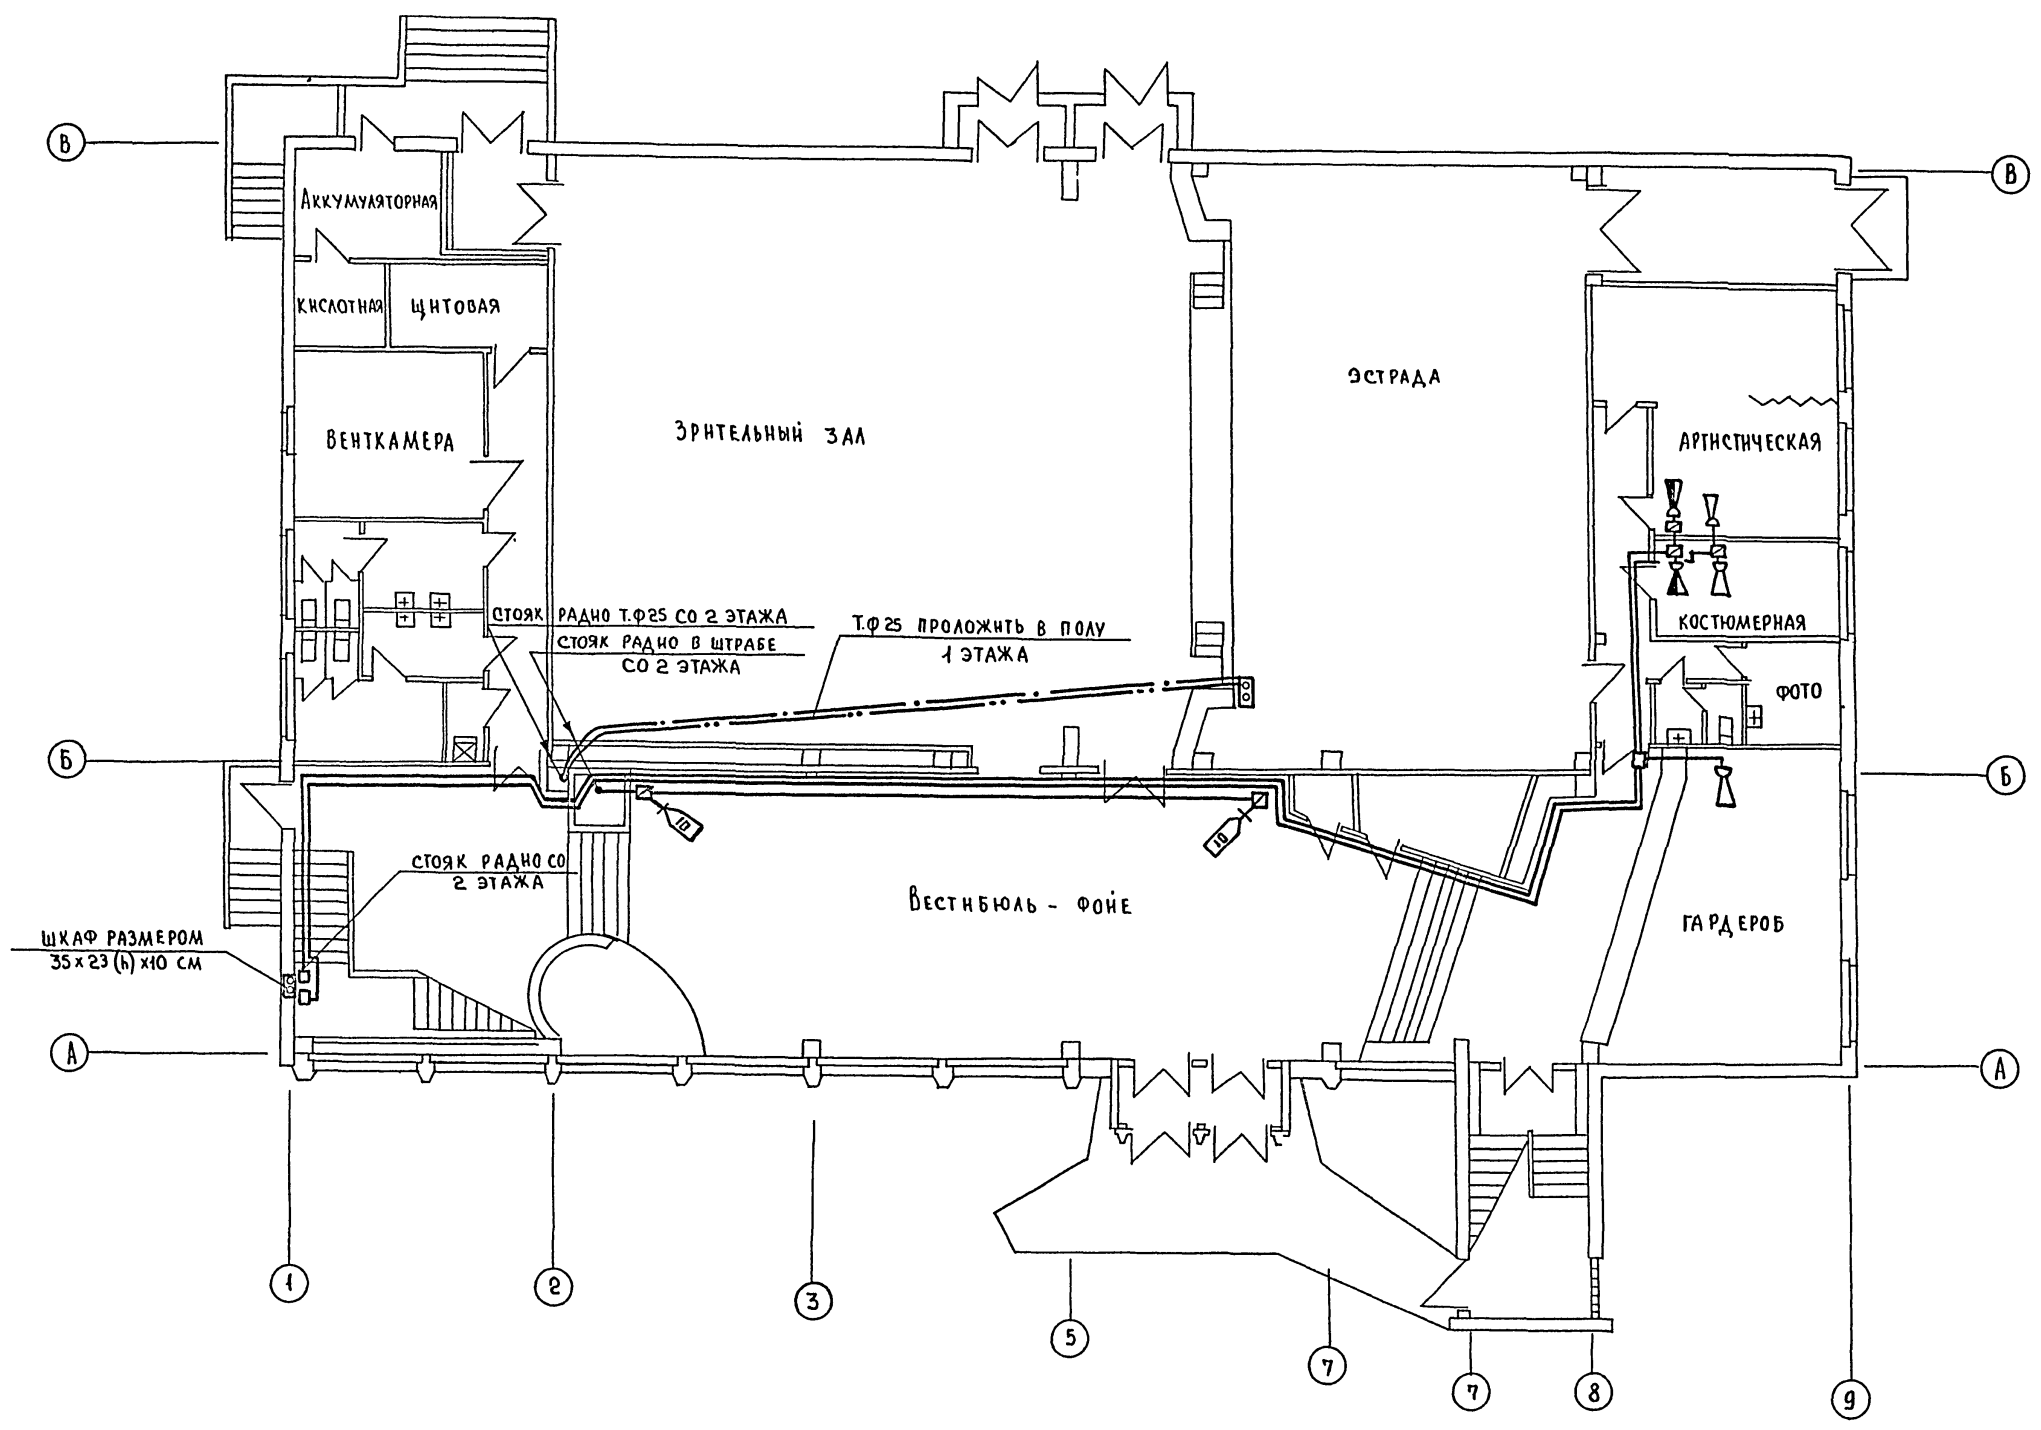 В
В
Аккумуляторная
Кислотная
Щитовая
Эстрада
Зрительный зал
Венткамера
Артистическая
Стояк радио Т.Ф25 со 2 этажа
Стояк радио в штрабе
со 2 этажа
Т.Ф25 проложить в полу
1 этажа
Костюмерная
Фото
Б
Б
10
10
Стояк радио со
2 этажа
Вестибюль - фойе
Гардероб
Шкаф размером
35×23(h)×10 см
А
А
1
2
3
5
7
7
8
9